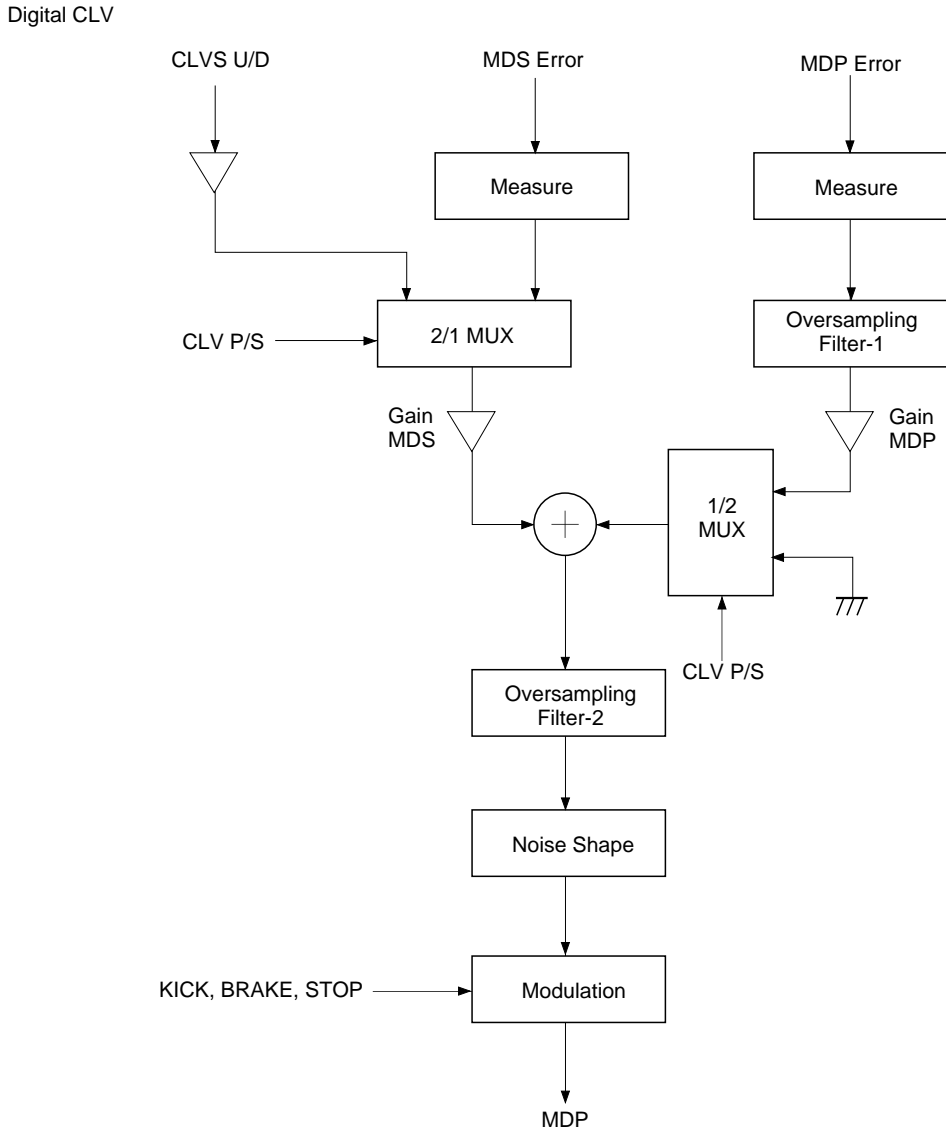 Digital CLV
CLVS U/D
MDS Error
MDP Error
Measure
Measure
CLV P/S
2/1 MUX
Oversampling
Filter-1
Gain
MDS
Gain
MDP
1/2
MUX
CLV P/S
Oversampling
Filter-2
Noise Shape
KICK, BRAKE, STOP
Modulation
MDP